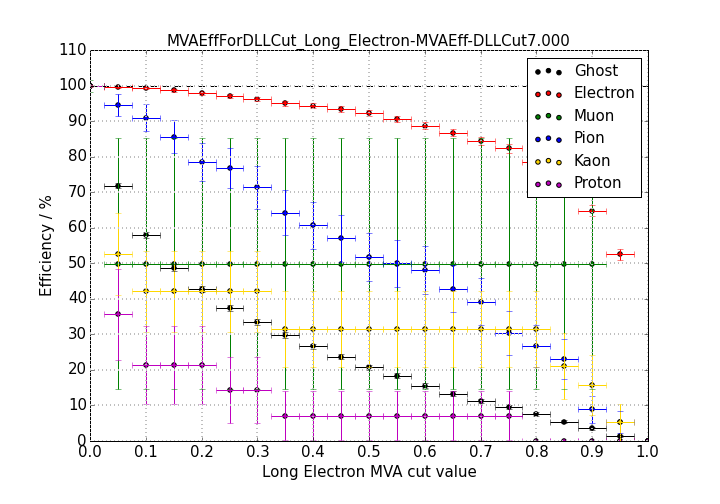 MVAEffForDLLCut_Long_Electron-MVAEff-DLLCut7.000
110
100
90
80
70
60
50
40
30
20
10
0
Efficiency / %
Ghost
Electron
Muon
Pion
Kaon
Proton
0.0 0.1 0.2 0.3 0.4 0.5 0.6 0.7 0.8 0.9 1.0
Long Electron MVA cut value